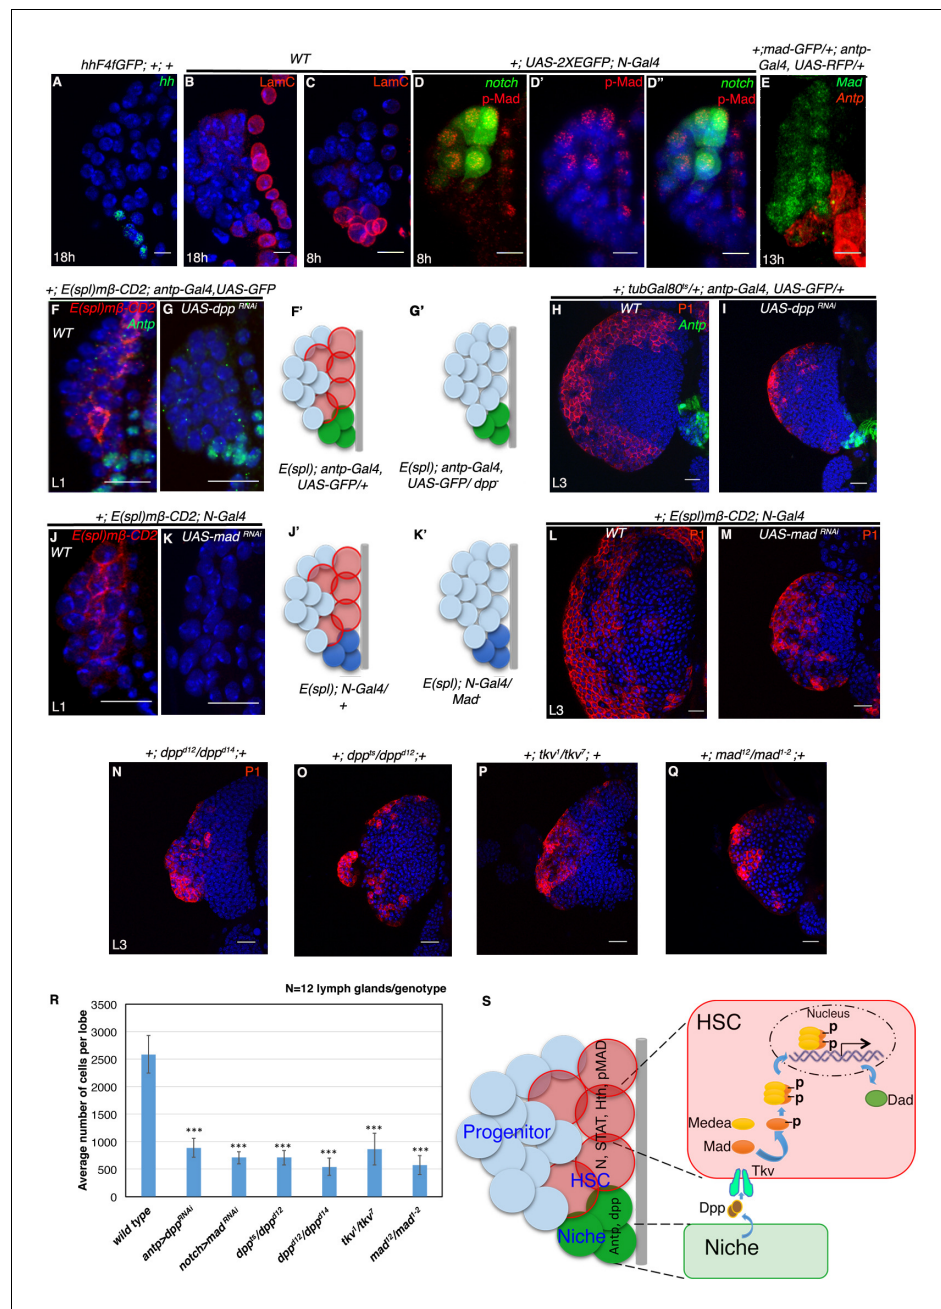 hhF4fGFP; +; +
WT
+; UAS-2XEGFP; N-Gal4
+;mad-GFP/+; antp-
Gal4, UAS-RFP/+
A
hh
18h
B
LamC
18h
C
LamC
8h
D
notch
p-Mad
8h
D'
p-Mad
D''
notch
p-Mad
E
Mad
Antp
13h
+; E(spl)mβ-CD2; antp-Gal4,UAS-GFP
F
E(spl)mβ-CD2
Antp
WT
L1
G
UAS-dpp RNAi
F'
E(spl); antp-Gal4,
UAS-GFP/+
G'
E(spl); antp-Gal4,
UAS-GFP/ dpp-
+; tubGal80ts/+; antp-Gal4, UAS-GFP/+
H
WT
P1
Antp
L3
I
UAS-dpp RNAi
+; E(spl)mβ-CD2; N-Gal4
J
E(spl)mβ-CD2
WT
L1
K
UAS-mad RNAi
J'
E(spl); N-Gal4/
+
K'
E(spl); N-Gal4/
Mad-
+; E(spl)mβ-CD2; N-Gal4
L
WT
P1
L3
M
UAS-mad RNAi
P1
+; dppd12/dppd14;+
N
P1
L3
+; dppts/dppd12;+
O
+; tkv1/tkv7; +
P
+; mad12/mad1-2 ;+
Q
R
N=12 lymph glands/genotype
Average number of cells per lobe
3500
3000
2500
2000
1500
1000
500
0
***
***
***
***
***
***
wild type
antp>dppRNAi
notch>madRNAi
dppts/dppd12
dppd12/dppd14
tkv1/tkv7
mad12/mad1-2
S
Progenitor
HSC
Niche
N, STAT, Hth, pMAD
Antp, dpp
HSC
Nucleus
p
p
p
p
p
Dad
Medea
Mad
Tkv
Dpp
Niche